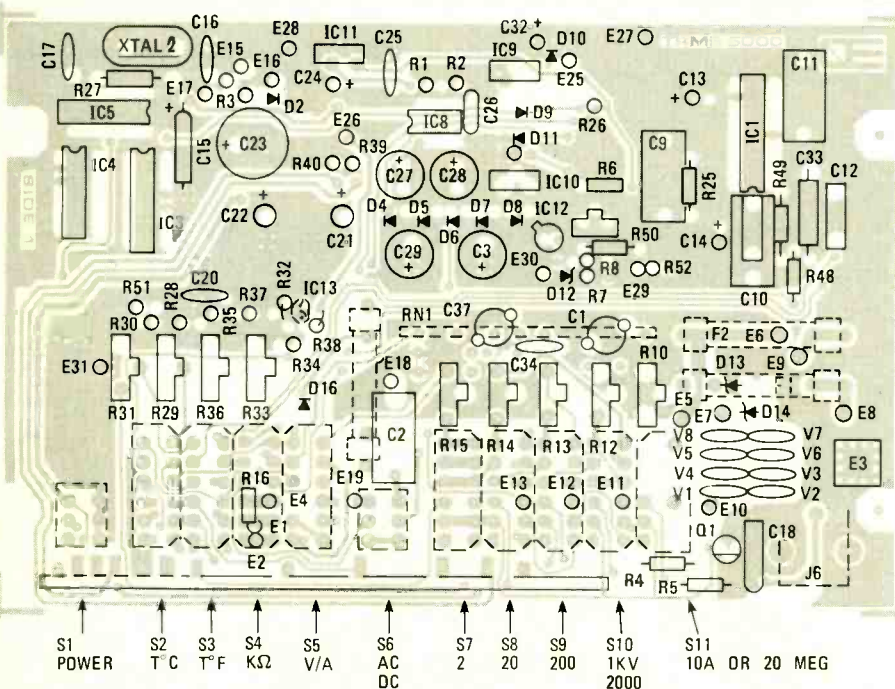 C17
XTAL 2
C16
E28
IC11
C25
C32 +
D10
E27
C11
E15
E16
C24
+
R1
R2
IC9
E25
C13
+
IC1
R27
E17
R3
D2
IC5
+
C15
+ C23
E26
IC8
C26
D9
R26
D11
C9
IC4
R40
R39
+
C27
+
C28
IC10
R6
R25
R49
C33
C12
IC3
+
C22
+
C21
D4
D5
D6
D7
D8
IC12
+
C29
+
C3
R50
+
C14
E30
R8
D12
R7
R52
E29
C10
R48
R51
R28
C20
R32
IC13
R30
R35
R37
R38
RN1
C37
C1
F2
E6
E31
R34
E18
C34
R10
E9
R31
R29
R36
R33
D16
D13
C2
E5
E7
D14
E8
R15
R14
R13
R12
V8
V7
V5
V6
E3
R16
E4
E19
V4
V3
E13
E12
E11
V1
V2
E1
E10
E2
Q1
C18
R4
R5
J6
S1
POWER
S2
T°C
S3
T°F
S4
KΩ
S5
V/A
S6
AC
DC
S7
2
S8
20
S9
200
S10
1KV
2000
S11
10A OR 20 MEG